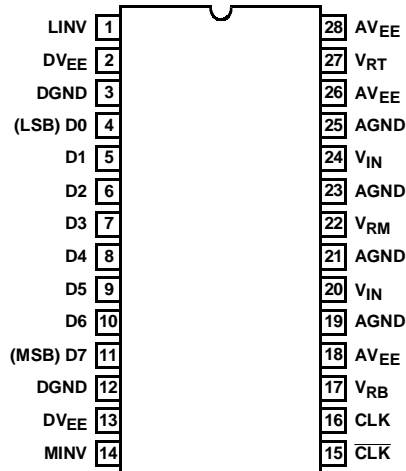 LINV 1 28 AVEE
DVEE 2 27 VRT
DGND 3 26 AVEE
(LSB) D0 4 25 AGND
D1 5 24 VIN
D2 6 23 AGND
D3 7 22 VRM
D4 8 21 AGND
D5 9 20 VIN
D6 10 19 AGND
(MSB) D7 11 18 AVEE
DGND 12 17 VRB
DVEE 13 16 CLK
MINV 14 15 C̅L̅K̅